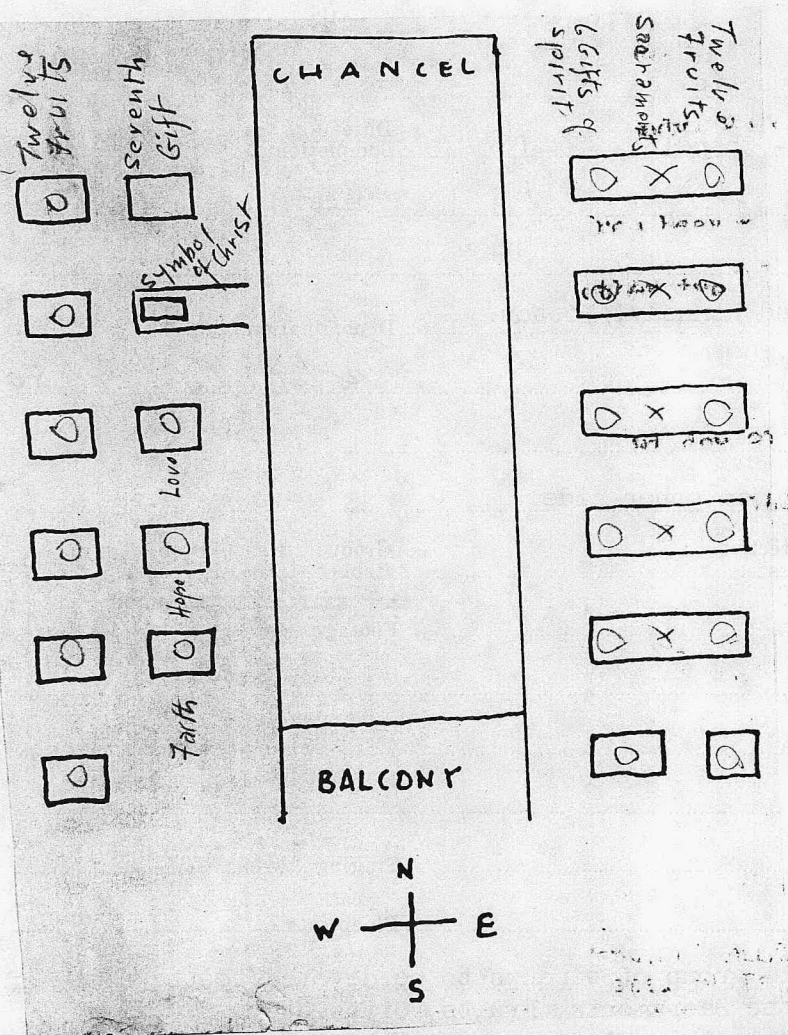 Twelve
fruits
seventh
Gift
CHANCEL
6 Gifts of
spirit
Sacraments
Twelve
fruits
Symbol
of Christ
O
O X O
O
O X O
O
O
Love
O X O
O
O
Hope
O X O
O
O
Faith
O X O
O
O
O
BALCONY
N
W
E
S